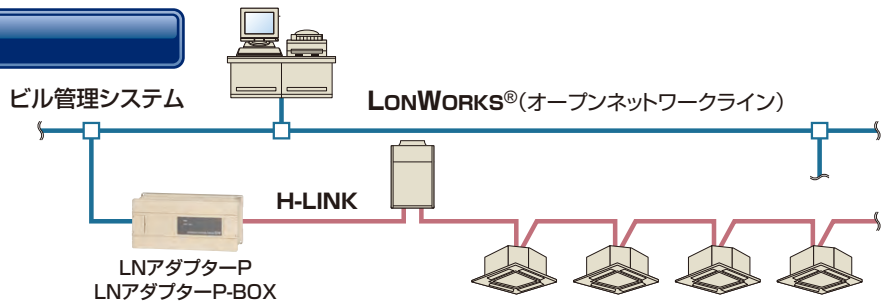 ビル管理システム
LONWORKS®(オープンネットワークライン)
H-LINK
LNアダプターP
LNアダプターP-BOX